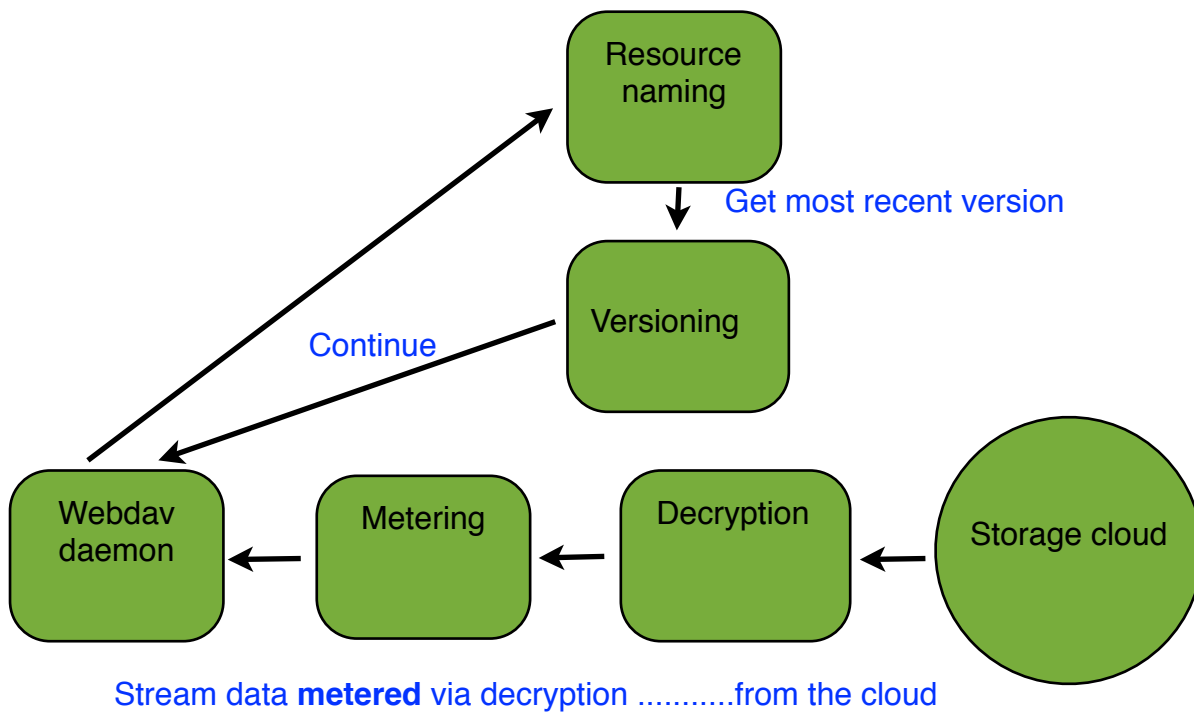 Resource
naming
Get most recent version
Versioning
Continue
Webdav
daemon
Metering
Decryption
Storage cloud
Stream data metered via decryption ...........from the cloud